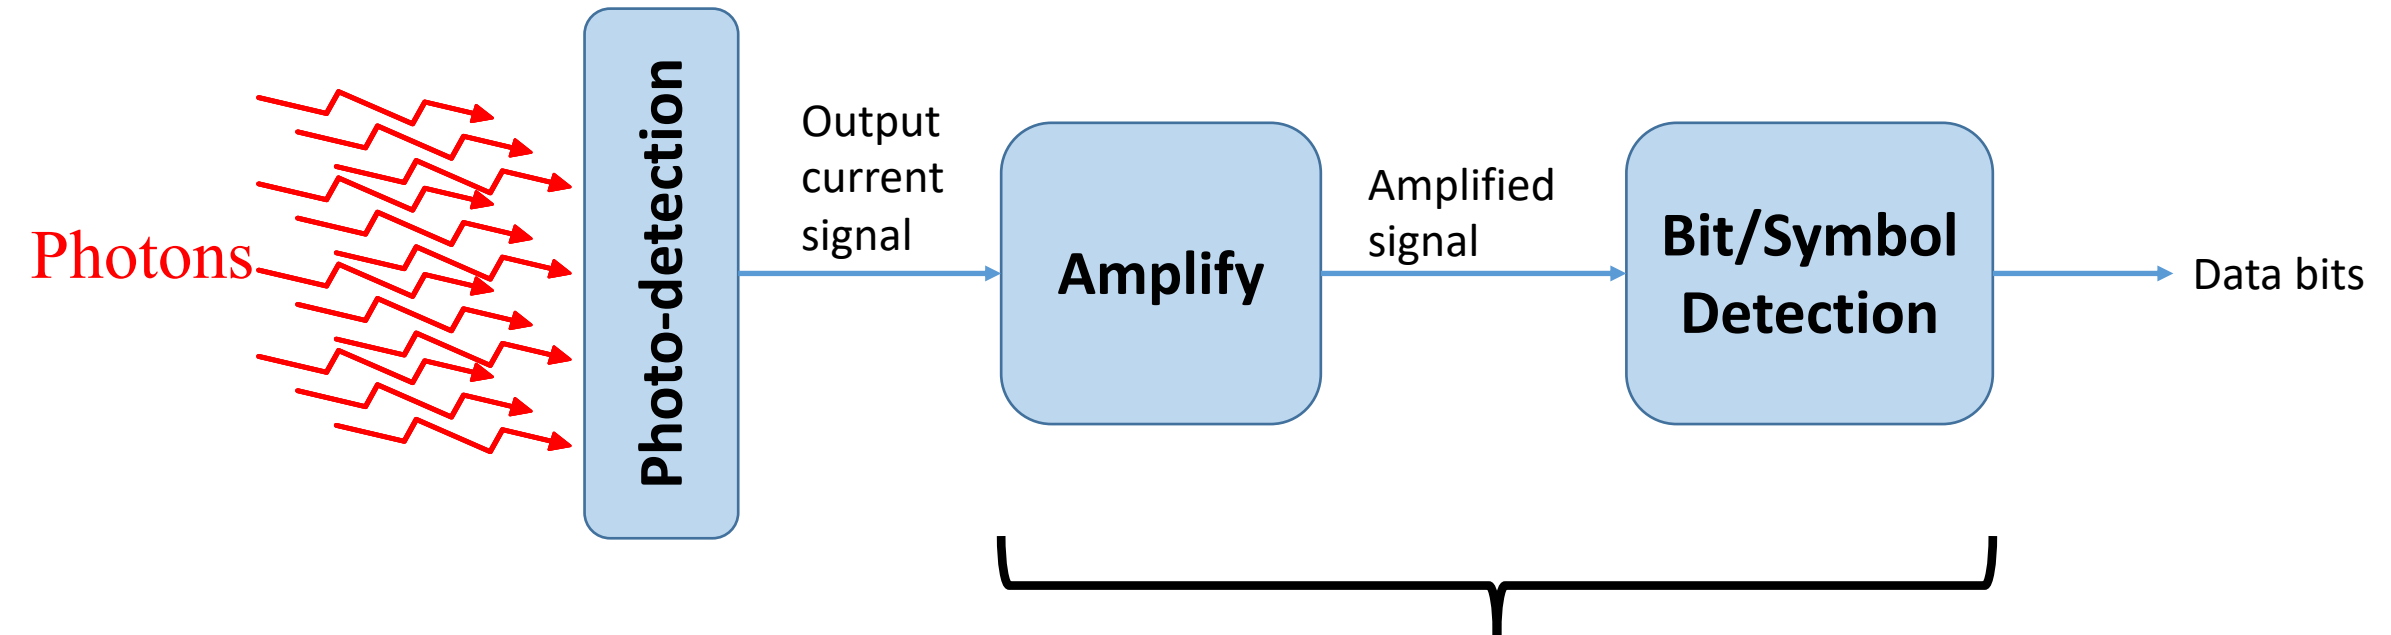 Photons
Photo-detection
Output
current
signal
Amplify
Amplified
signal
Bit/Symbol
Detection
Data bits